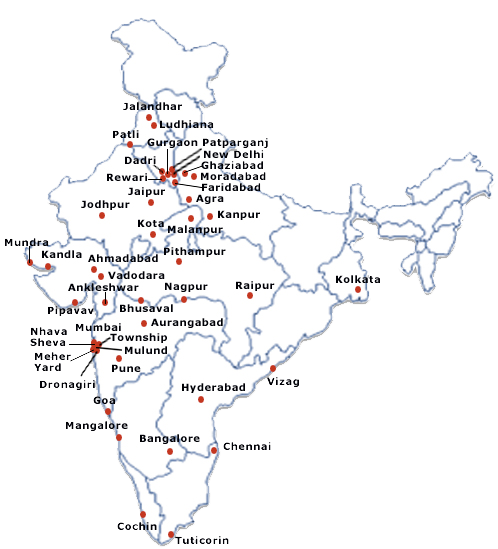 Jalandhar
Ludhiana
Patli
Gurgaon
Patparganj
New Delhi
Dadri
Ghaziabad
Rewari
Moradabad
Faridabad
Jaipur
Agra
Jodhpur
Kanpur
Kota
Malanpur
Mundra
Kandla
Ahmadabad
Pithampur
Vadodara
Ankleshwar
Nagpur
Raipur
Kolkata
Pipavav
Bhusaval
Aurangabad
Nhava
Sheva
Mumbai
Township
Mulund
Meher
Yard
Pune
Dronagiri
Vizag
Hyderabad
Goa
Mangalore
Bangalore
Chennai
Cochin
Tuticorin